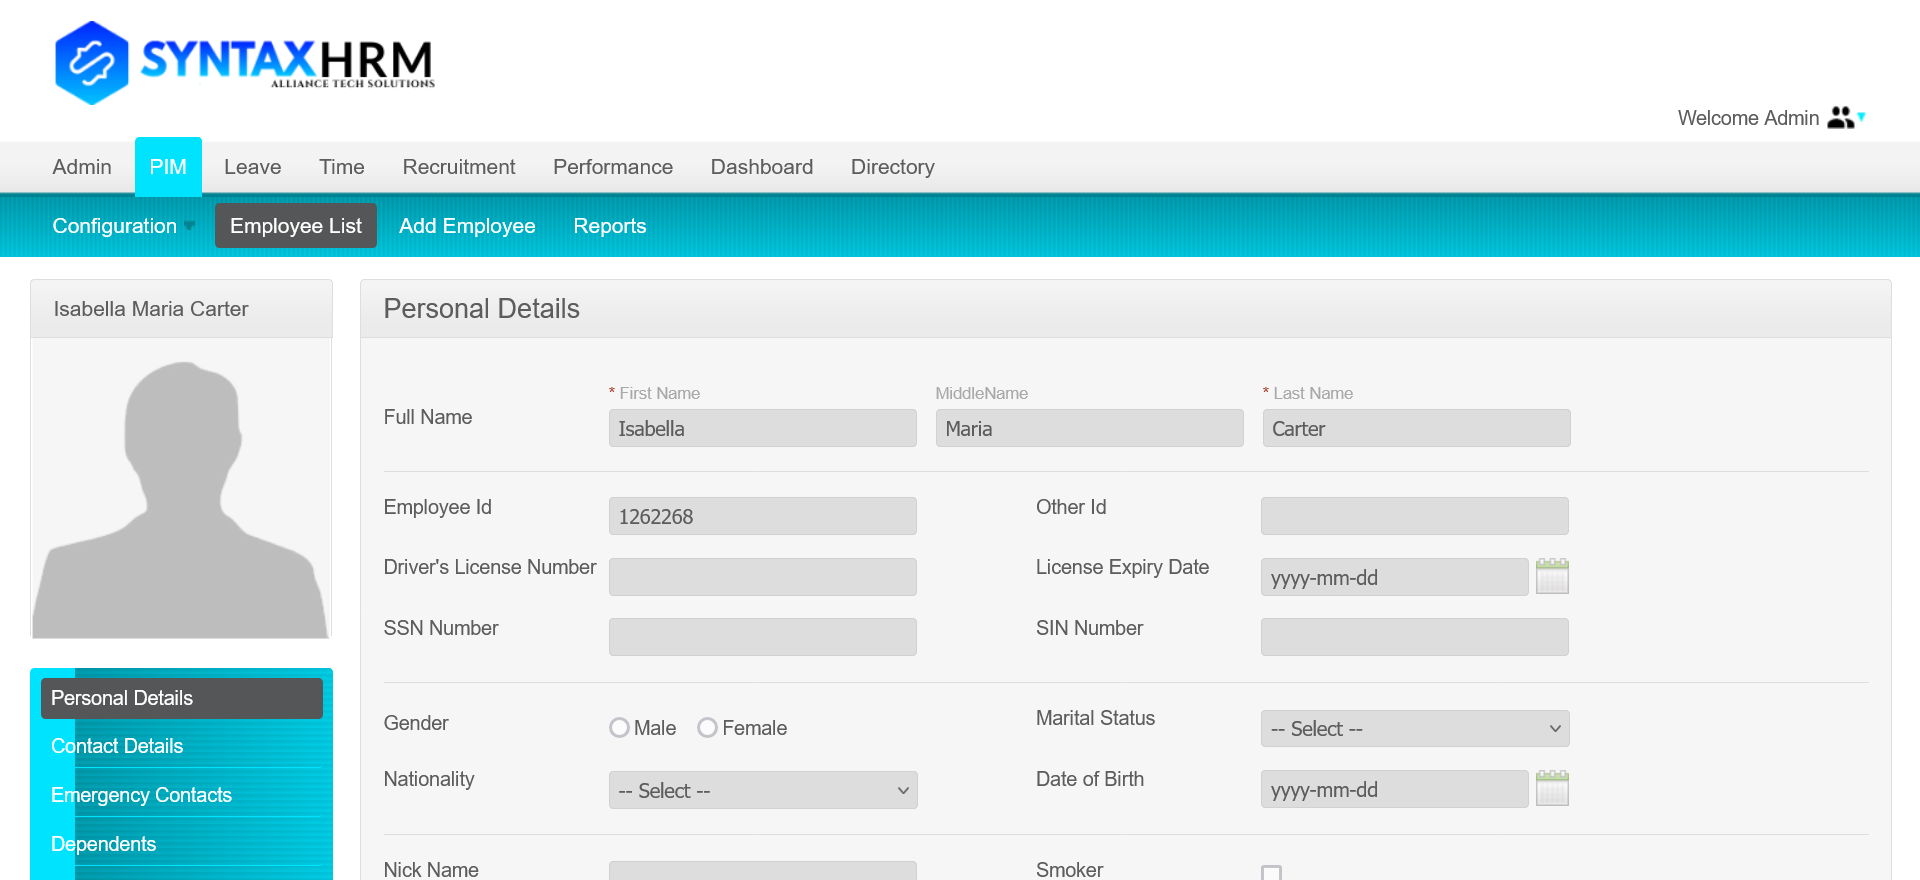 SYNTAXHRM
ALLIANCE TECH SOLUTIONS
Welcome Admin
Admin PIM Leave Time Recruitment Performance Dashboard Directory
Configuration Employee List Add Employee Reports
Isabella Maria Carter
Personal Details
Contact Details
Emergency Contacts
Dependents
Personal Details
* First Name MiddleName * Last Name
Full Name Isabella Maria Carter
Employee Id 1262268 Other Id
Driver's License Number License Expiry Date yyyy-mm-dd
SSN Number SIN Number
Gender Male Female Marital Status -- Select --
Nationality -- Select -- Date of Birth yyyy-mm-dd
Nick Name Smoker